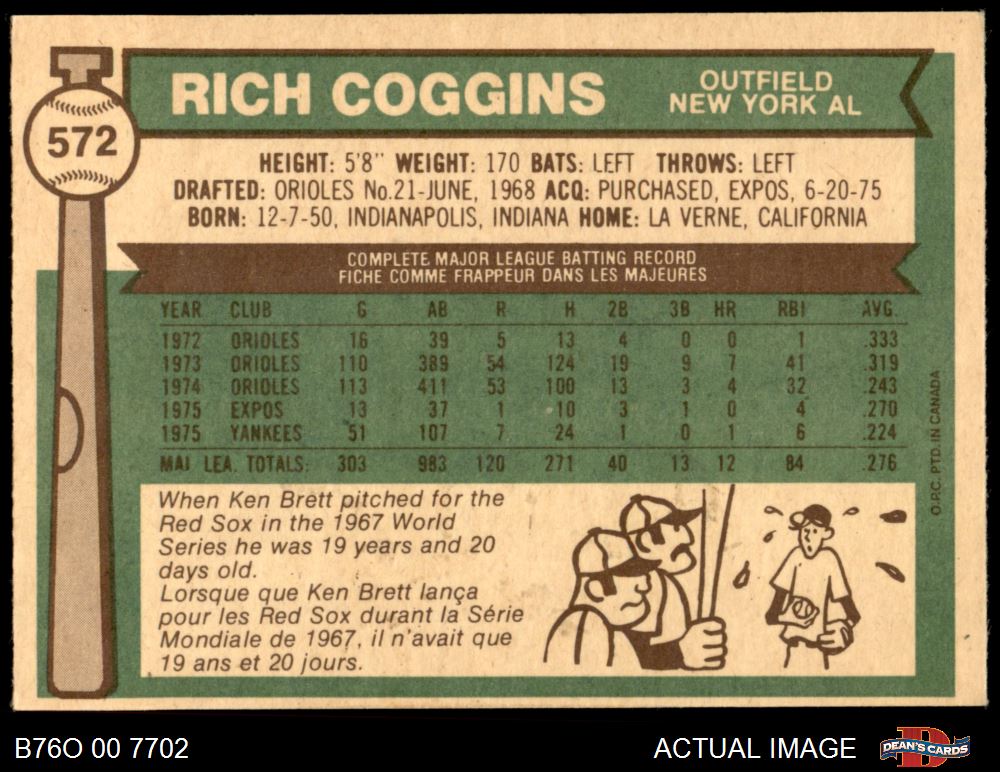 RICH COGGINS
OUTFIELD
NEW YORK AL
572
HEIGHT: 5'8" WEIGHT: 170 BATS: LEFT THROWS: LEFT
DRAFTED: ORIOLES No.21-JUNE, 1968 ACQ: PURCHASED, EXPOS, 6-20-75
BORN: 12-7-50, INDIANAPOLIS, INDIANA HOME: LA VERNE, CALIFORNIA
COMPLETE MAJOR LEAGUE BATTING RECORD
FICHE COMME FRAPPEUR DANS LES MAJEURES
YEAR CLUB G AB R H 2B 3B HR RBI AVG.
1972 ORIOLES 16 39 5 13 4 0 0 1 .333
1973 ORIOLES 110 389 54 124 19 9 7 41 .319
1974 ORIOLES 113 411 53 100 13 3 4 32 .243
1975 EXPOS 13 37 1 10 3 1 0 4 .270
1975 YANKEES 51 107 7 24 1 0 1 6 .224
MAJ. LEA. TOTALS: 303 983 120 271 40 13 12 84 .276
O.P.C. PTD. IN CANADA
When Ken Brett pitched for the
Red Sox in the 1967 World
Series he was 19 years and 20
days old.
Lorsque que Ken Brett lança
pour les Red Sox durant la Série
Mondiale de 1967, il n'avait que
19 ans et 20 jours.
B76O 00 7702
ACTUAL IMAGE
DEAN'S CARDS